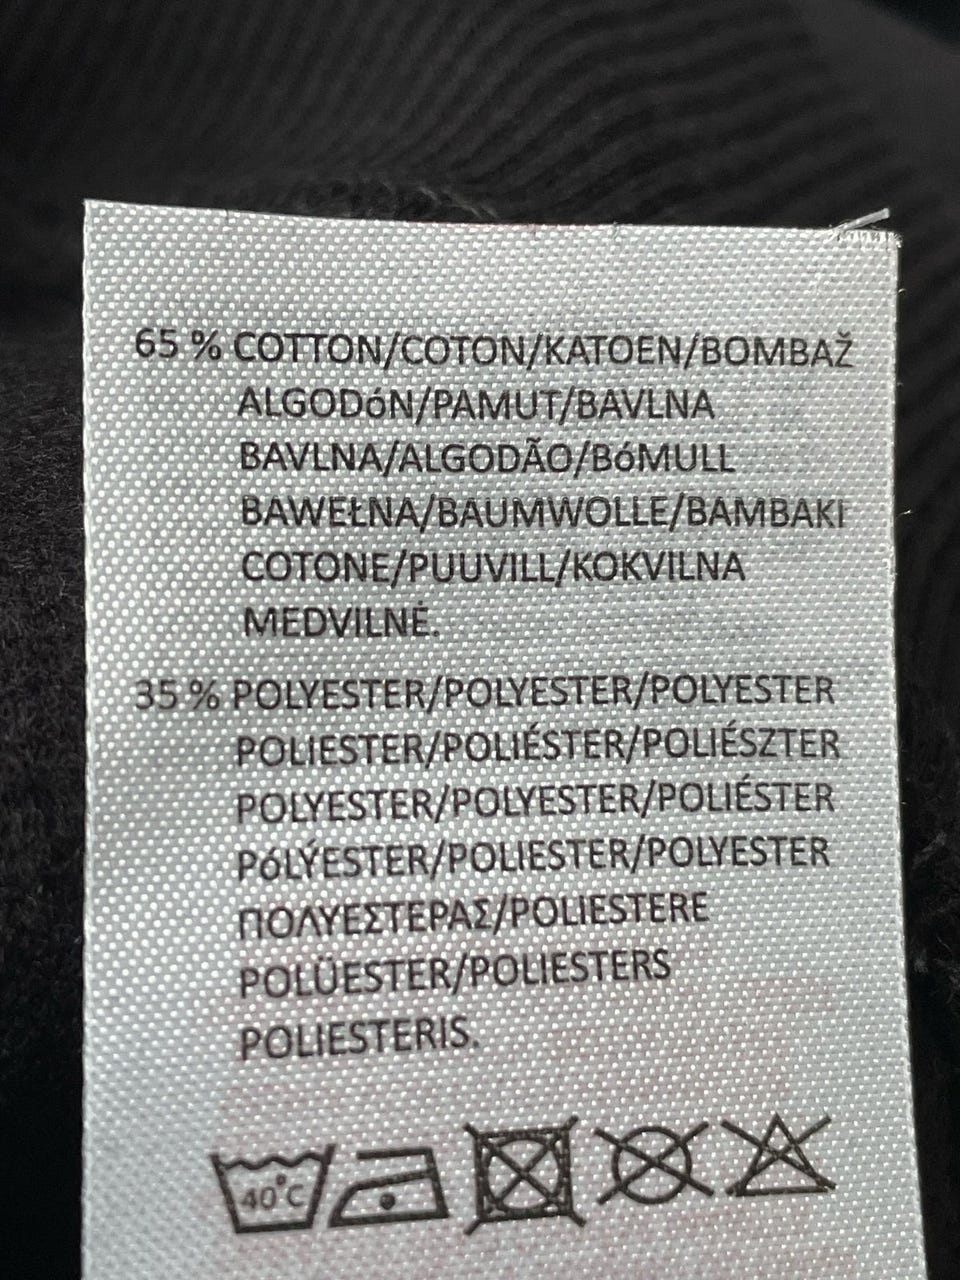 65 % COTTON/COTON/KATOEN/BOMBAŽ
ALGODóN/PAMUT/BAVLNA
BAVLNA/ALGODÃO/BóMULL
BAWEŁNA/BAUMWOLLE/BAMBAKI
COTONE/PUUVILL/KOKVILNA
MEDVILNĖ.
35 % POLYESTER/POLYESTER/POLYESTER
POLIESTER/POLIÉSTER/POLIÉSZTER
POLYESTER/POLYESTER/POLIÉSTER
PóLÝESTER/POLIESTER/POLYESTER
ΠΟΛΥΕΣΤΕΡΑΣ/POLIESTERE
POLÜESTER/POLIESTERS
POLIESTERIS.
40°C